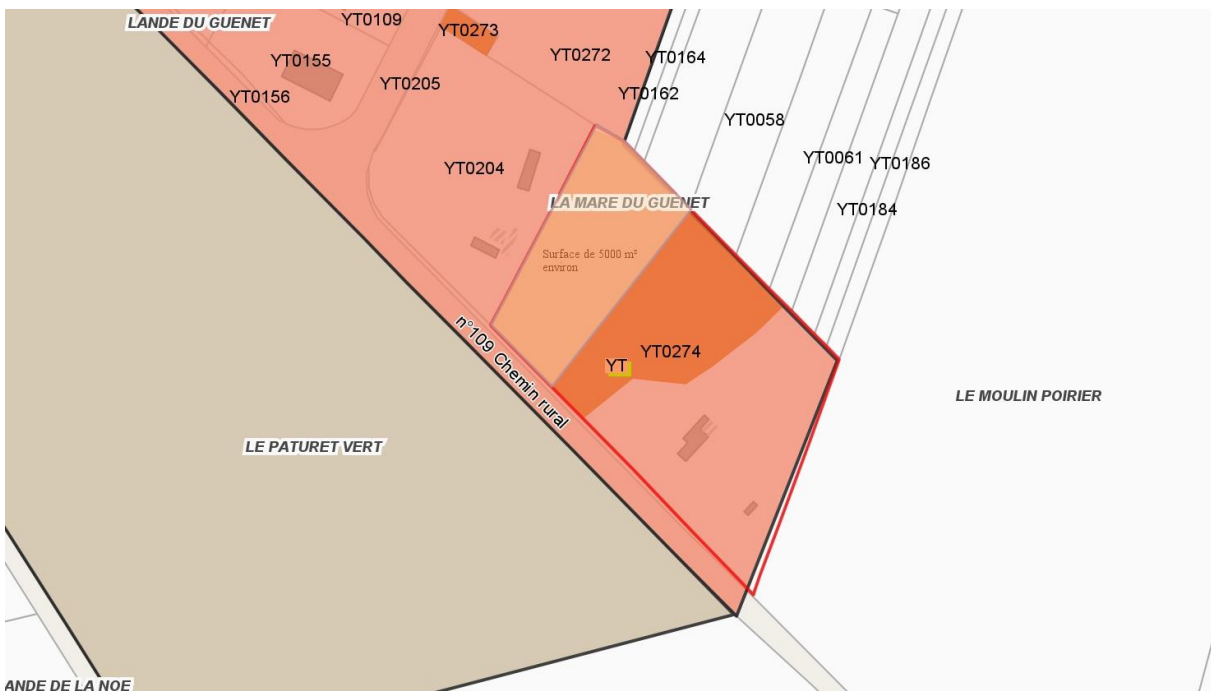 LANDE DU GUENET
YT0109
YT0273
YT0155
YT0205
YT0272
YT0164
YT0156
YT0162
YT0058
YT0061
YT0186
YT0204
YT0184
LA MARE DU GUENET
Surface de 5000 m²
environ
n°109 Chemin rural
YT
YT0274
LE MOULIN POIRIER
LE PATURET VERT
ANDE DE LA NOE